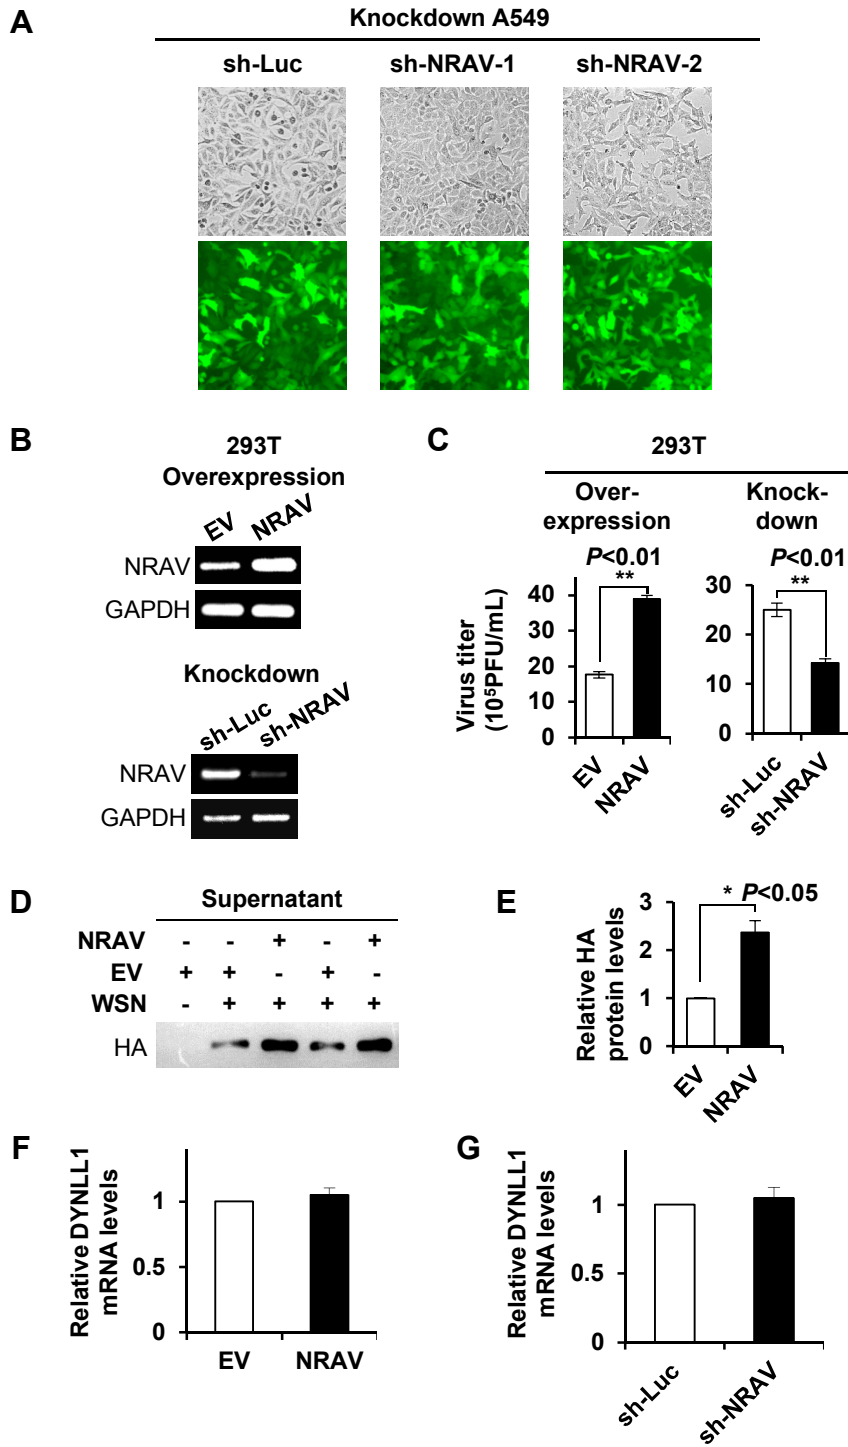 A
Knockdown A549
sh-Luc sh-NRAV-1 sh-NRAV-2
B
293T
Overexpression
EV NRAV
NRAV
GAPDH
Knockdown
sh-Luc sh-NRAV
NRAV
GAPDH
C
293T
Over-
expression
Knock-
down
Virus titer
(10⁵PFU/mL)
P<0.01
**
40
30
20
10
0
EV NRAV
P<0.01
**
30
20
10
0
sh-Luc sh-NRAV
D
Supernatant
NRAV - - + - +
EV + + - + -
WSN - + + + +
HA
E
Relative HA
protein levels
* P<0.05
3
2
1
0
EV NRAV
F
Relative DYNLL1
mRNA levels
1
0.5
0
EV NRAV
G
Relative DYNLL1
mRNA levels
1
0.5
0
sh-Luc sh-NRAV